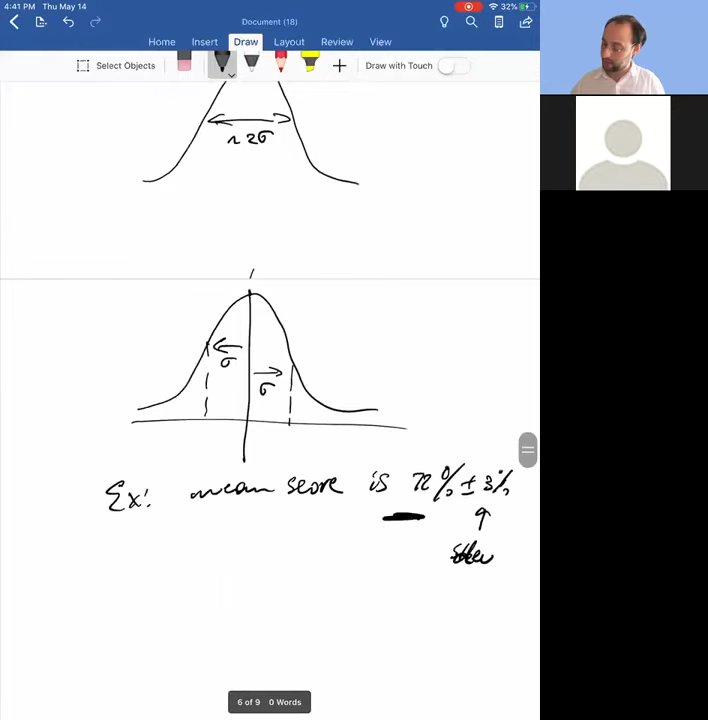 4:41 PM Thu May 14
32%
Document (18)
Home Insert Draw Layout Review View
Select Objects
Draw with Touch
~ 2σ
σ
σ
Ex: mean score is 72% ± 3%
6 of 9 0 Words